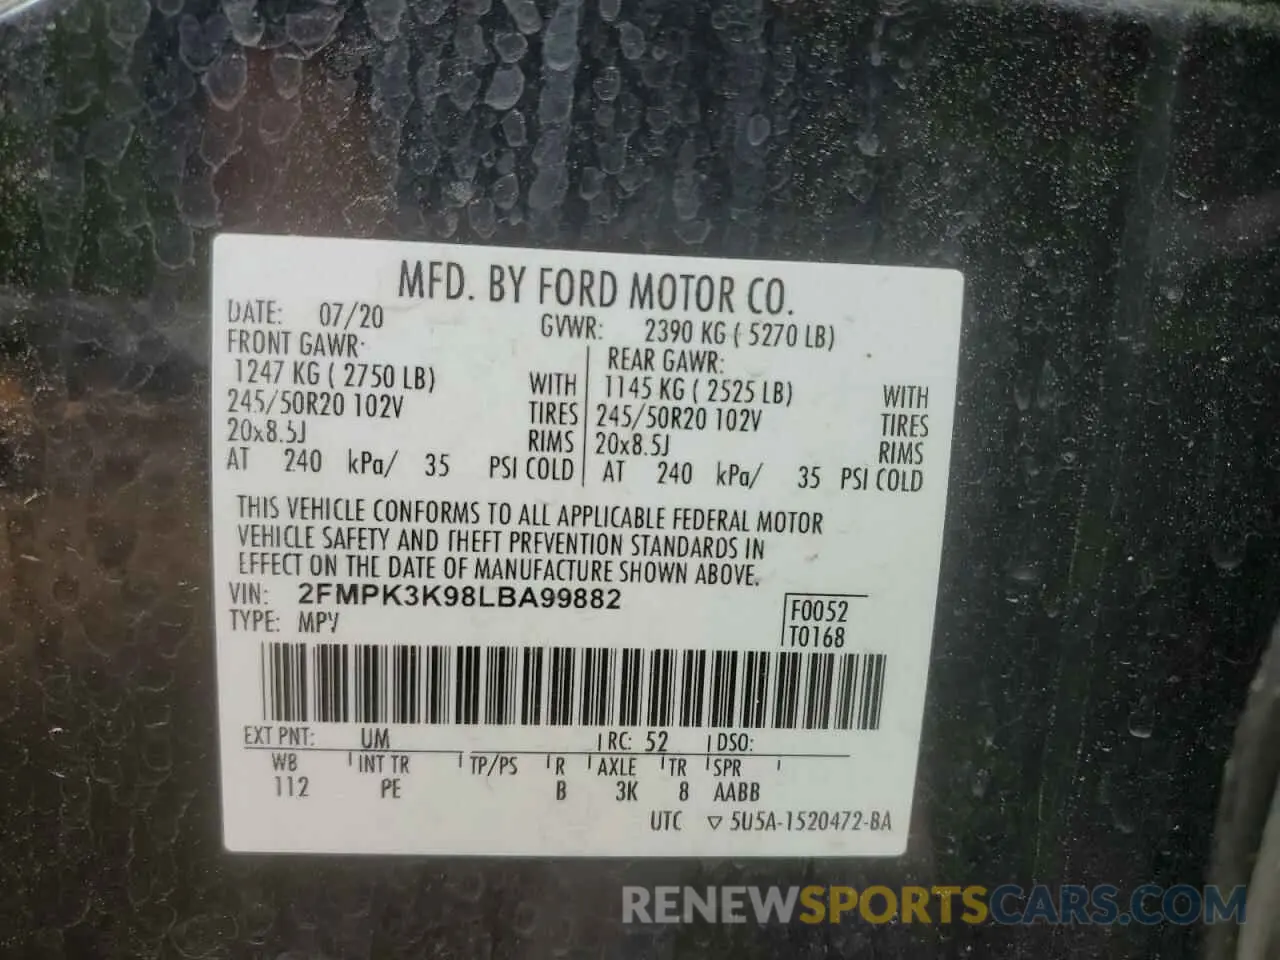 MFD. BY FORD MOTOR CO.
DATE: 07/20 GVWR: 2390 KG ( 5270 LB)
FRONT GAWR: REAR GAWR:
1247 KG ( 2750 LB) WITH 1145 KG ( 2525 LB) WITH
245/50R20 102V TIRES 245/50R20 102V TIRES
20x8.5J RIMS 20x8.5J RIMS
AT 240 kPa/ 35 PSI COLD AT 240 kPa/ 35 PSI COLD
THIS VEHICLE CONFORMS TO ALL APPLICABLE FEDERAL MOTOR
VEHICLE SAFETY AND THEFT PREVENTION STANDARDS IN
EFFECT ON THE DATE OF MANUFACTURE SHOWN ABOVE.
VIN: 2FMPK3K98LBA99882 F0052
TYPE: MPV T0168
EXT PNT: UM RC: 52 DSO:
WB INT TR TP/PS R AXLE TR SPR
112 PE B 3K 8 AABB
UTC ▽ 5U5A-1520472-BA
RENEWSPORTSCARS.COM